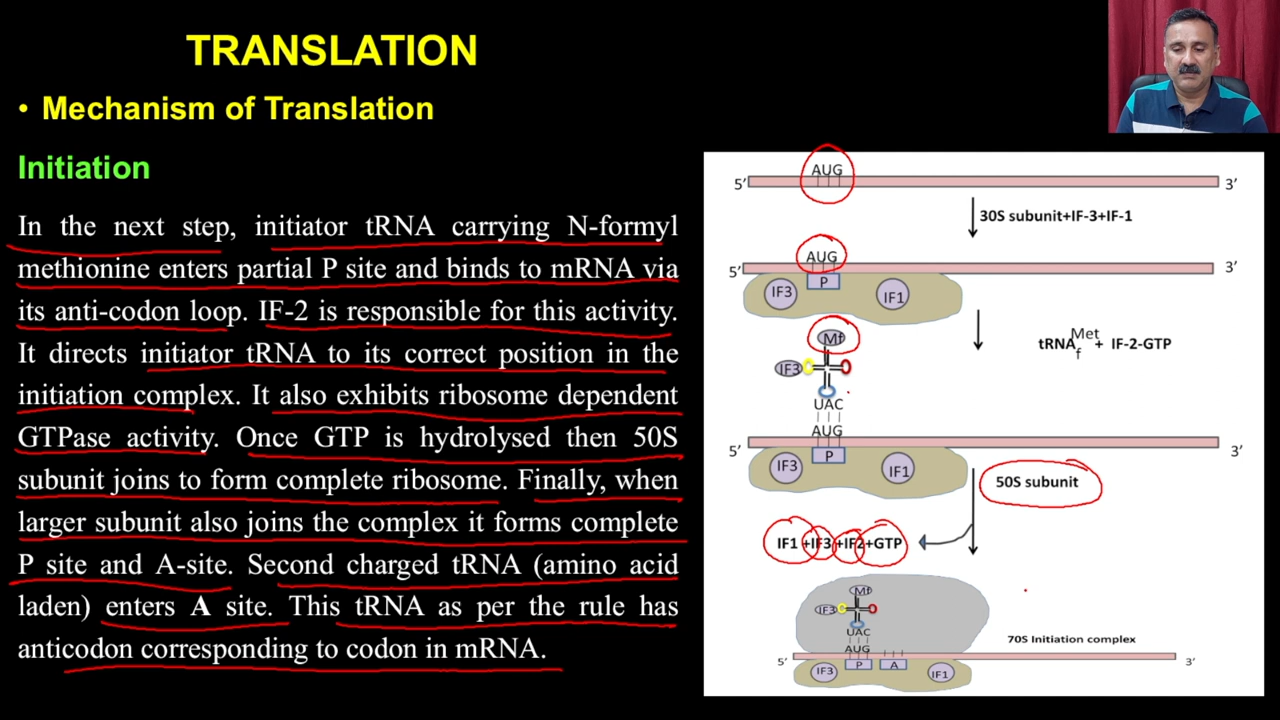 TRANSLATION
• Mechanism of Translation
Initiation
In the next step, initiator tRNA carrying N-formyl
methionine enters partial P site and binds to mRNA via
its anti-codon loop. IF-2 is responsible for this activity.
It directs initiator tRNA to its correct position in the
initiation complex. It also exhibits ribosome dependent
GTPase activity. Once GTP is hydrolysed then 50S
subunit joins to form complete ribosome. Finally, when
larger subunit also joins the complex it forms complete
P site and A-site. Second charged tRNA (amino acid
laden) enters A site. This tRNA as per the rule has
anticodon corresponding to codon in mRNA.
AUG
5’ 3’
30S subunit+IF-3+IF-1
AUG
5’ 3’
P
IF3 IF1
Mf
tRNA Met f + IF-2-GTP
IF3
UAC
AUG
5’ 3’
P
IF3 IF1
50S subunit
IF1 +IF3+IF2+GTP
Mf
IF3
UAC
70S Initiation complex
AUG
5’ 3’
P A
IF3 IF1